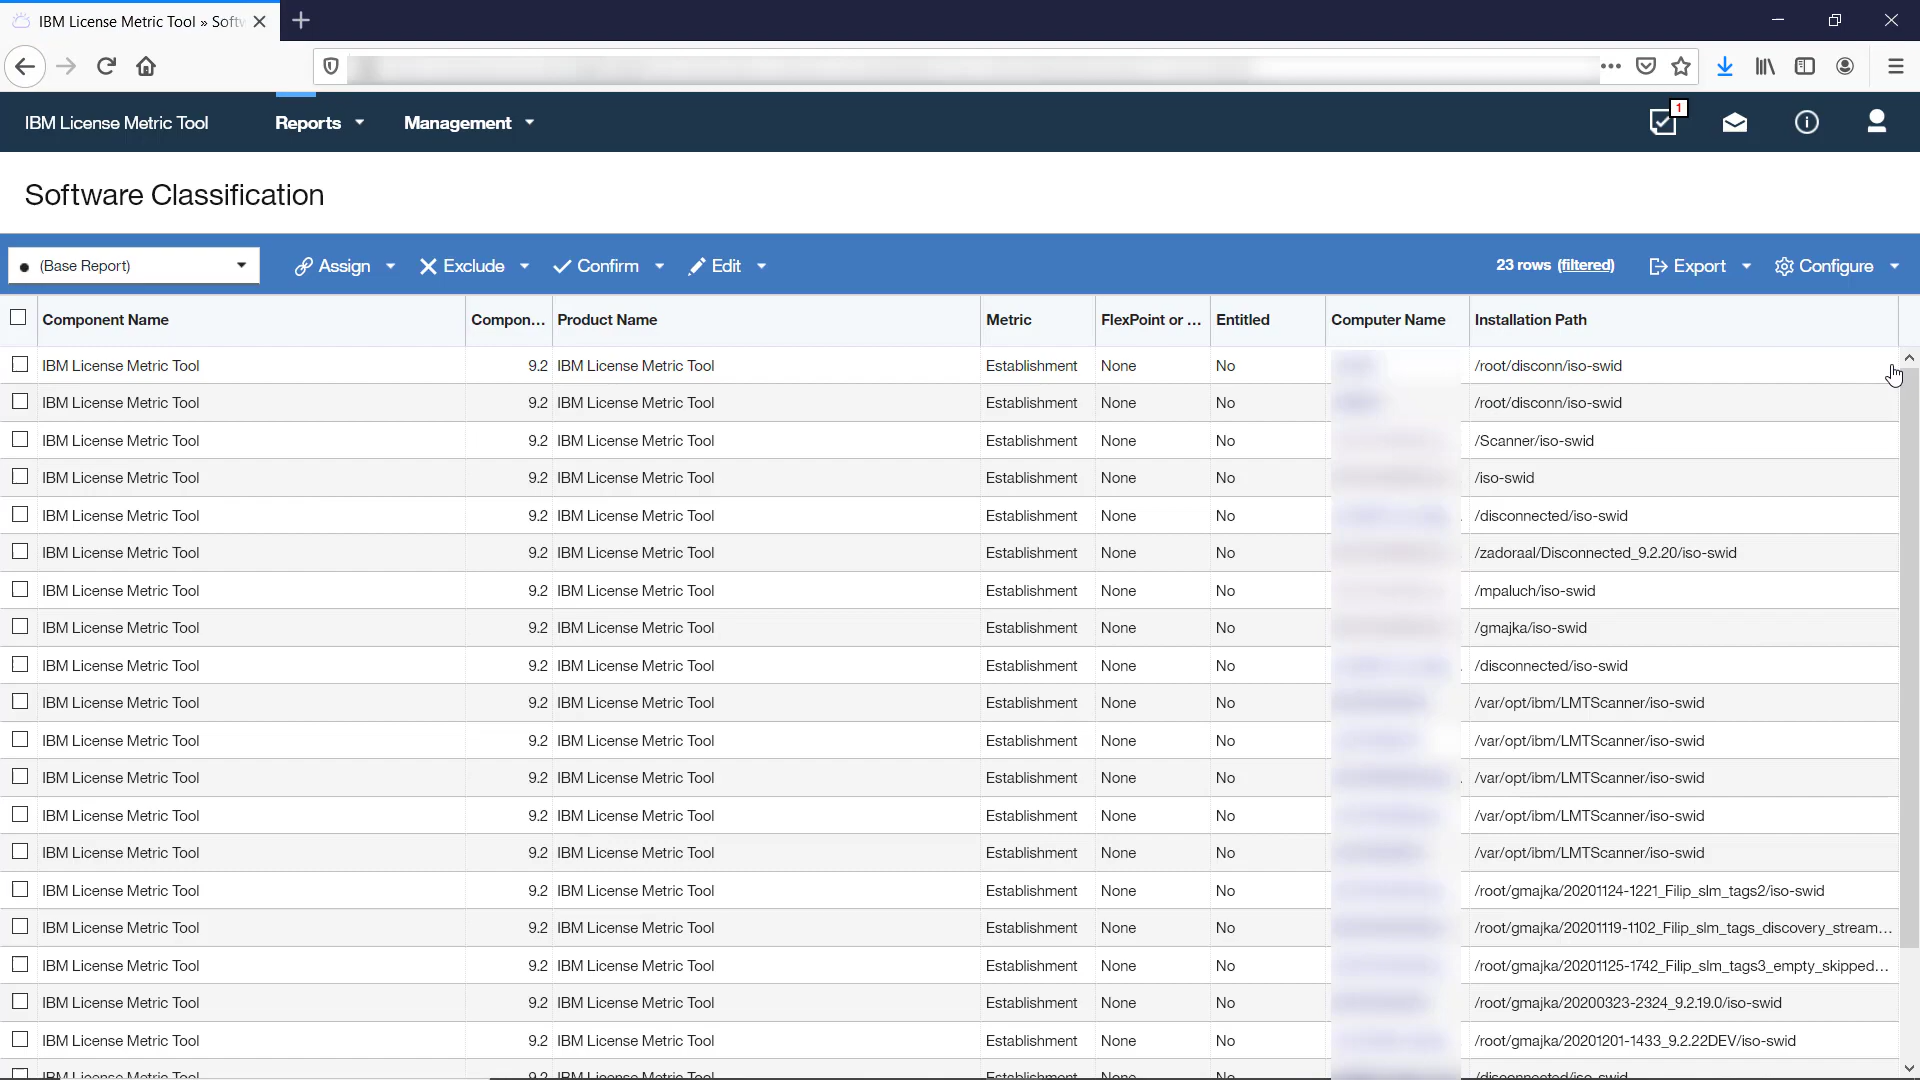 IBM License Metric Tool » Softw
IBM License Metric Tool Reports Management 1
Software Classification
(Base Report) Assign Exclude Confirm Edit 23 rows (filtered) Export Configure
Component Name Compon... Product Name Metric FlexPoint or ... Entitled Computer Name Installation Path
IBM License Metric Tool 9.2 IBM License Metric Tool Establishment None No /root/disconn/iso-swid
IBM License Metric Tool 9.2 IBM License Metric Tool Establishment None No /root/disconn/iso-swid
IBM License Metric Tool 9.2 IBM License Metric Tool Establishment None No /Scanner/iso-swid
IBM License Metric Tool 9.2 IBM License Metric Tool Establishment None No /iso-swid
IBM License Metric Tool 9.2 IBM License Metric Tool Establishment None No /disconnected/iso-swid
IBM License Metric Tool 9.2 IBM License Metric Tool Establishment None No /zadoraal/Disconnected_9.2.20/iso-swid
IBM License Metric Tool 9.2 IBM License Metric Tool Establishment None No /mpaluch/iso-swid
IBM License Metric Tool 9.2 IBM License Metric Tool Establishment None No /gmajka/iso-swid
IBM License Metric Tool 9.2 IBM License Metric Tool Establishment None No /disconnected/iso-swid
IBM License Metric Tool 9.2 IBM License Metric Tool Establishment None No /var/opt/ibm/LMTScanner/iso-swid
IBM License Metric Tool 9.2 IBM License Metric Tool Establishment None No /var/opt/ibm/LMTScanner/iso-swid
IBM License Metric Tool 9.2 IBM License Metric Tool Establishment None No /var/opt/ibm/LMTScanner/iso-swid
IBM License Metric Tool 9.2 IBM License Metric Tool Establishment None No /var/opt/ibm/LMTScanner/iso-swid
IBM License Metric Tool 9.2 IBM License Metric Tool Establishment None No /var/opt/ibm/LMTScanner/iso-swid
IBM License Metric Tool 9.2 IBM License Metric Tool Establishment None No /root/gmajka/20201124-1221_Filip_slm_tags2/iso-swid
IBM License Metric Tool 9.2 IBM License Metric Tool Establishment None No /root/gmajka/20201119-1102_Filip_slm_tags_discovery_stream...
IBM License Metric Tool 9.2 IBM License Metric Tool Establishment None No /root/gmajka/20201125-1742_Filip_slm_tags3_empty_skipped...
IBM License Metric Tool 9.2 IBM License Metric Tool Establishment None No /root/gmajka/20200323-2324_9.2.19.0/iso-swid
IBM License Metric Tool 9.2 IBM License Metric Tool Establishment None No /root/gmajka/20201201-1433_9.2.22DEV/iso-swid
IBM License Metric Tool 9.2 IBM License Metric Tool Establishment None No /disconnected/iso-swid